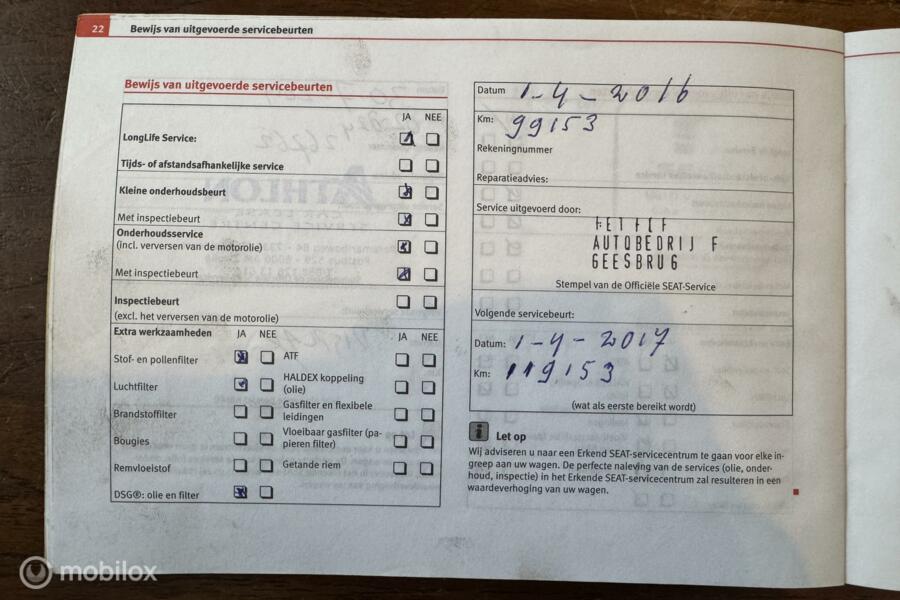 22 Bewijs van uitgevoerde servicebeurten
Bewijs van uitgevoerde servicebeurten
JA NEE
LongLife Service:
Tijds- of afstandsafhankelijke service
Kleine onderhoudsbeurt
Met inspectiebeurt
Onderhoudsservice
(incl. verversen van de motorolie)
Met inspectiebeurt
Inspectiebeurt
(excl. het verversen van de motorolie)
Extra werkzaamheden JA NEE JA NEE
Stof- en pollenfilter ATF
Luchtfilter HALDEX koppeling
(olie)
Brandstoffilter Gasfilter en flexibele
leidingen
Bougies Vloeibaar gasfilter (pa-
pieren filter)
Remvloeistof Getande riem
DSG®: olie en filter
Datum 1-4-2016
Km: 99153
Rekeningnummer
Reparatieadvies:
Service uitgevoerd door:
AUTOBEDRIJF
GEESBRUG
Stempel van de Officiële SEAT-Service
Volgende servicebeurt:
Datum: 1-4-2017
Km: 119153
(wat als eerste bereikt wordt)
i Let op
Wij adviseren u naar een Erkend SEAT-servicecentrum te gaan voor elke in-
greep aan uw wagen. De perfecte naleving van de services (olie, onder-
houd, inspectie) in het Erkende SEAT-servicecentrum zal resulteren in een
waardeverhoging van uw wagen.
mobilox